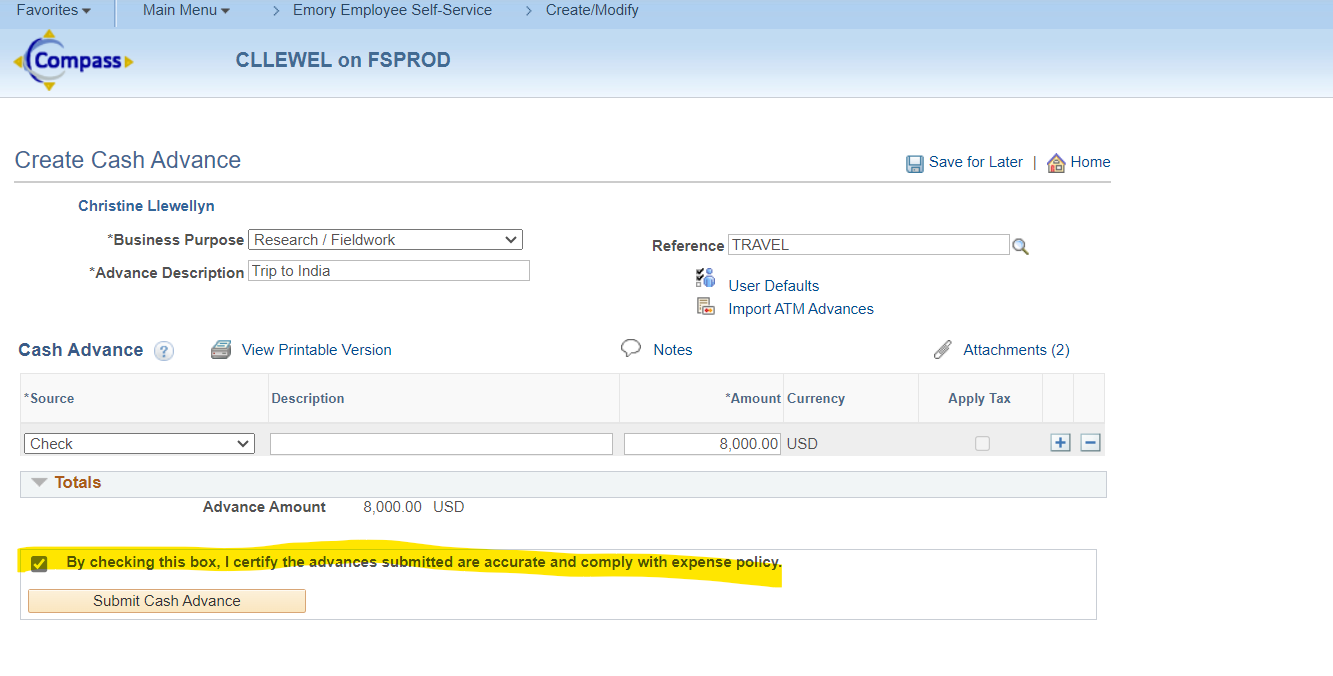 Favorites Main Menu > Emory Employee Self-Service > Create/Modify
Compass
CLLEWEL on FSPROD
Create Cash Advance
Save for Later | Home
Christine Llewellyn
*Business Purpose Research / Fieldwork
Reference TRAVEL
*Advance Description Trip to India
User Defaults
Import ATM Advances
Cash Advance ? View Printable Version Notes Attachments (2)
*Source Description *Amount Currency Apply Tax
Check 8,000.00 USD + -
Totals
Advance Amount 8,000.00 USD
By checking this box, I certify the advances submitted are accurate and comply with expense policy.
Submit Cash Advance